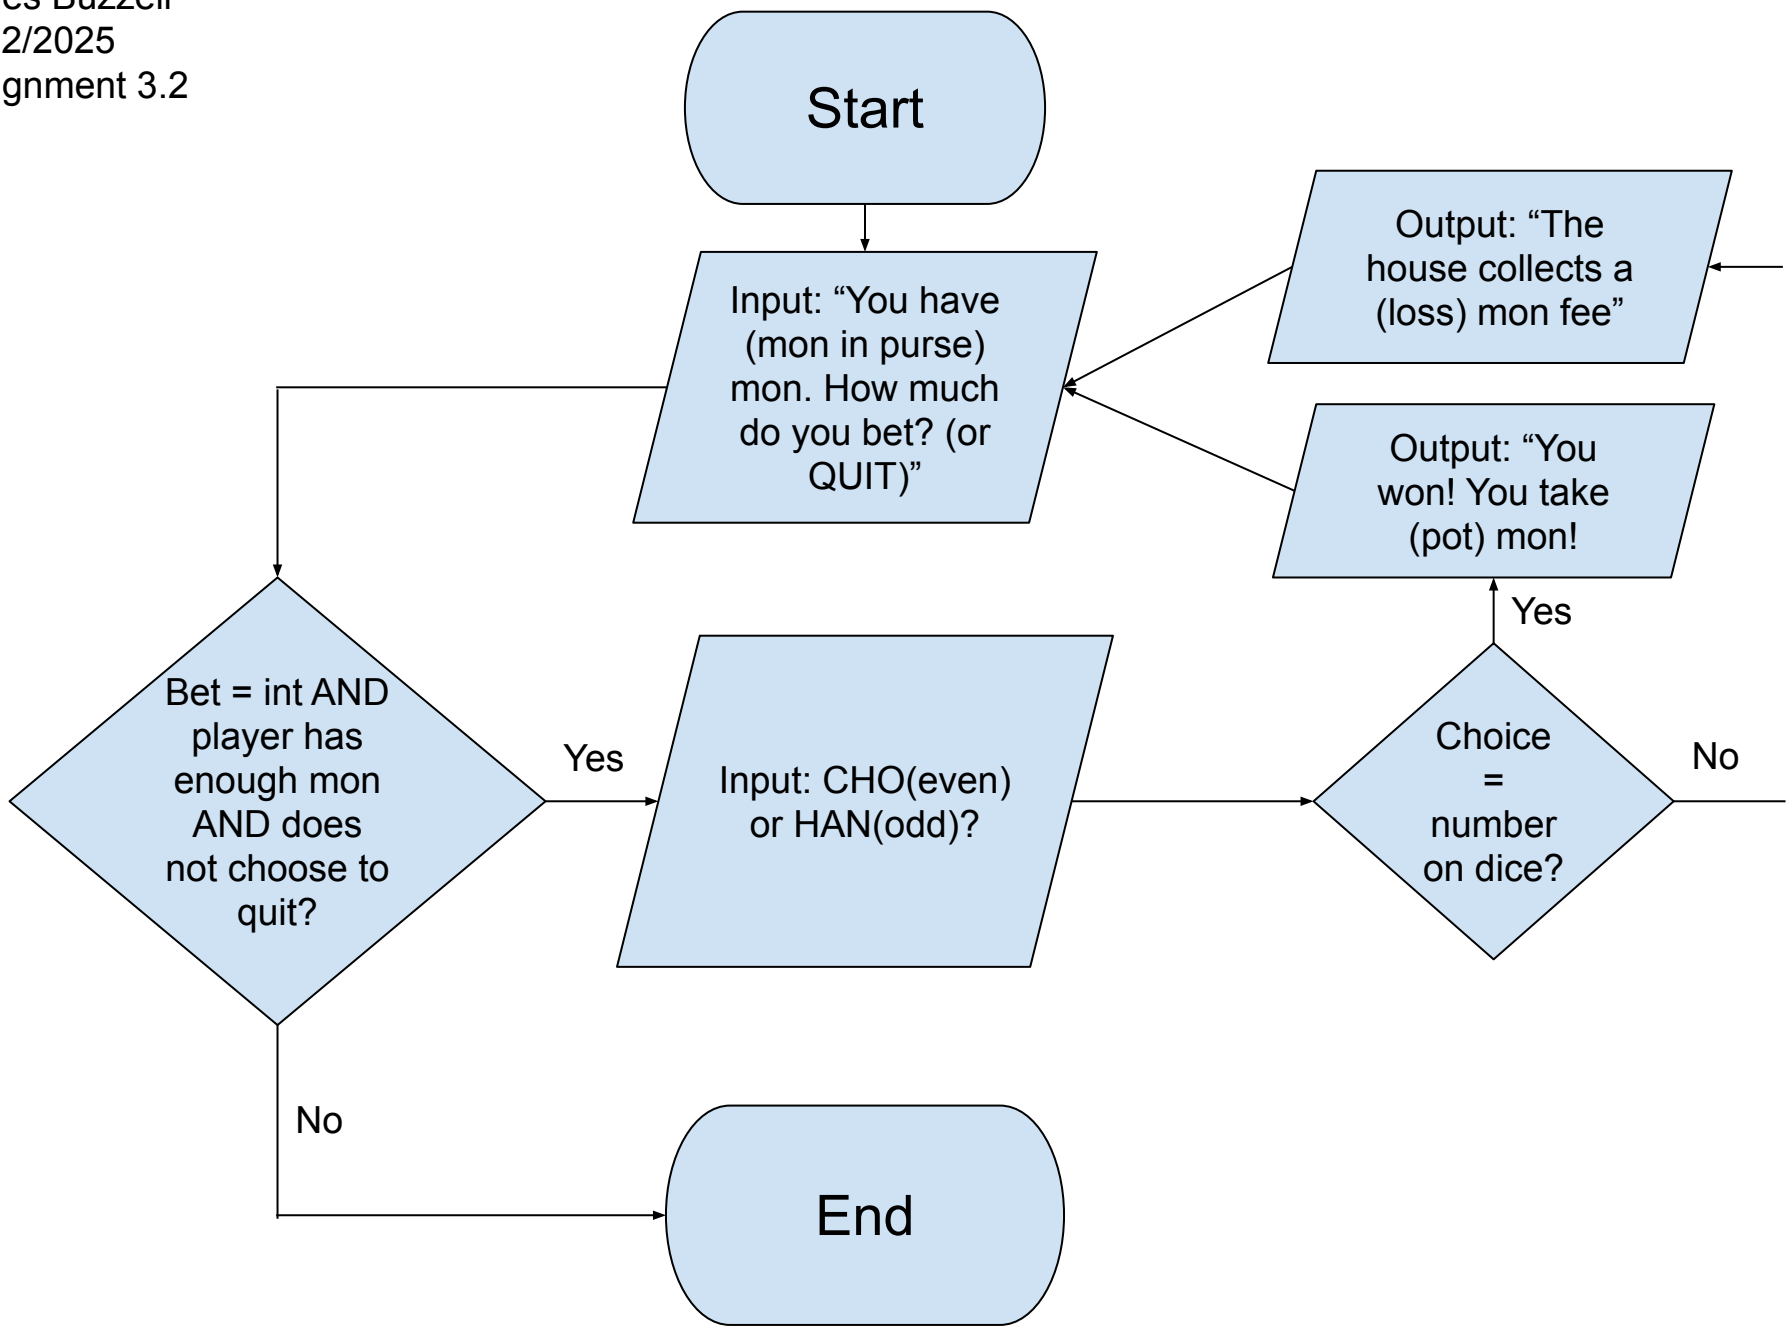 2/2025
gnment 3.2
Start
Input: “You have
(mon in purse)
mon. How much
do you bet? (or
QUIT)”
Output: “The
house collects a
(loss) mon fee”
Output: “You
won! You take
(pot) mon!
Yes
Bet = int AND
player has
enough mon
AND does
not choose to
quit?
Yes
Input: CHO(even)
or HAN(odd)?
Choice
=
number
on dice?
No
No
End